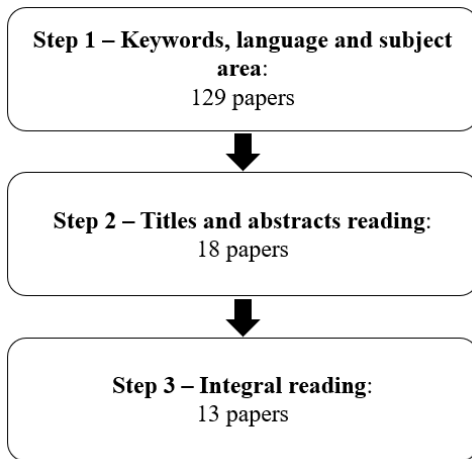 Step 1 – Keywords, language and subject
area:
129 papers
Step 2 – Titles and abstracts reading:
18 papers
Step 3 – Integral reading:
13 papers